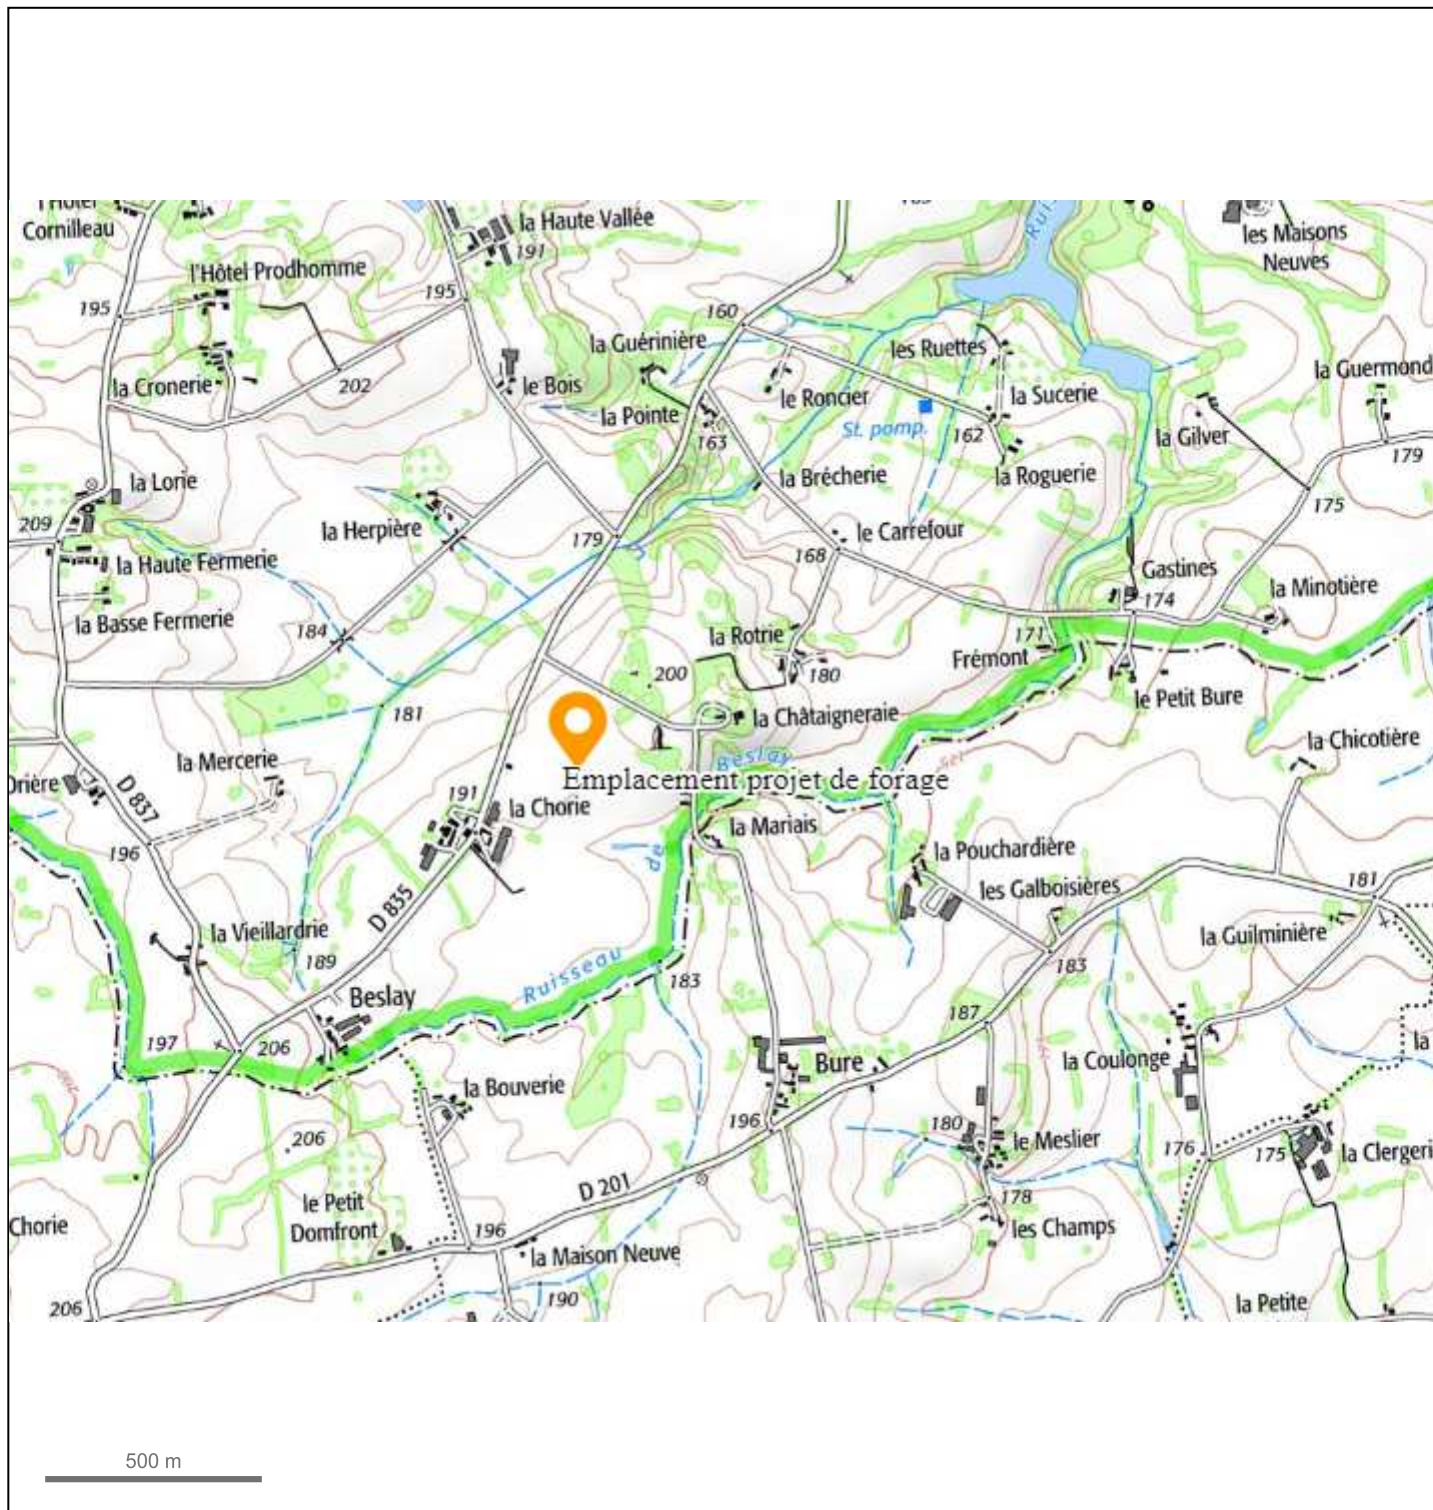 l'Hôtel
Cornilleau
la Haute Vallée
191
les Maisons
Neuves
l'Hôtel Prodhomme
195
195
160
la Guérinière
les Ruettes
la Guermond
la Cronerie
202
le Bois
le Roncier
la Sucerie
la Pointe
163
St. pomp.
162
la Gilver
179
la Lorie
la Brécherie
la Roguerie
175
209
la Herpière
179
le Carrefour
168
la Haute Fermerie
Gastines
174
la Minotière
la Basse Fermerie
184
la Rotrie
180
171
Frémont
200
le Petit Bure
181
la Châtaigneraie
la Chicotière
la Mercerie
Beslay
Emplacement projet de forage
Orière
D 837
191
la Chorie
la Mariais
196
de
la Pouchardière
D 835
les Galboisières
181
la Vieillardrie
la Guilminière
189
Ruisseau
183
183
Beslay
187
197
206
Bure
la Coulonge
la
la Bouverie
206
196
180
le Meslier
176
175
la Clergeri
D 201
178
le Petit
Domfront
les Champs
Chorie
196
la Maison Neuve
190
206
la Petite
500 m